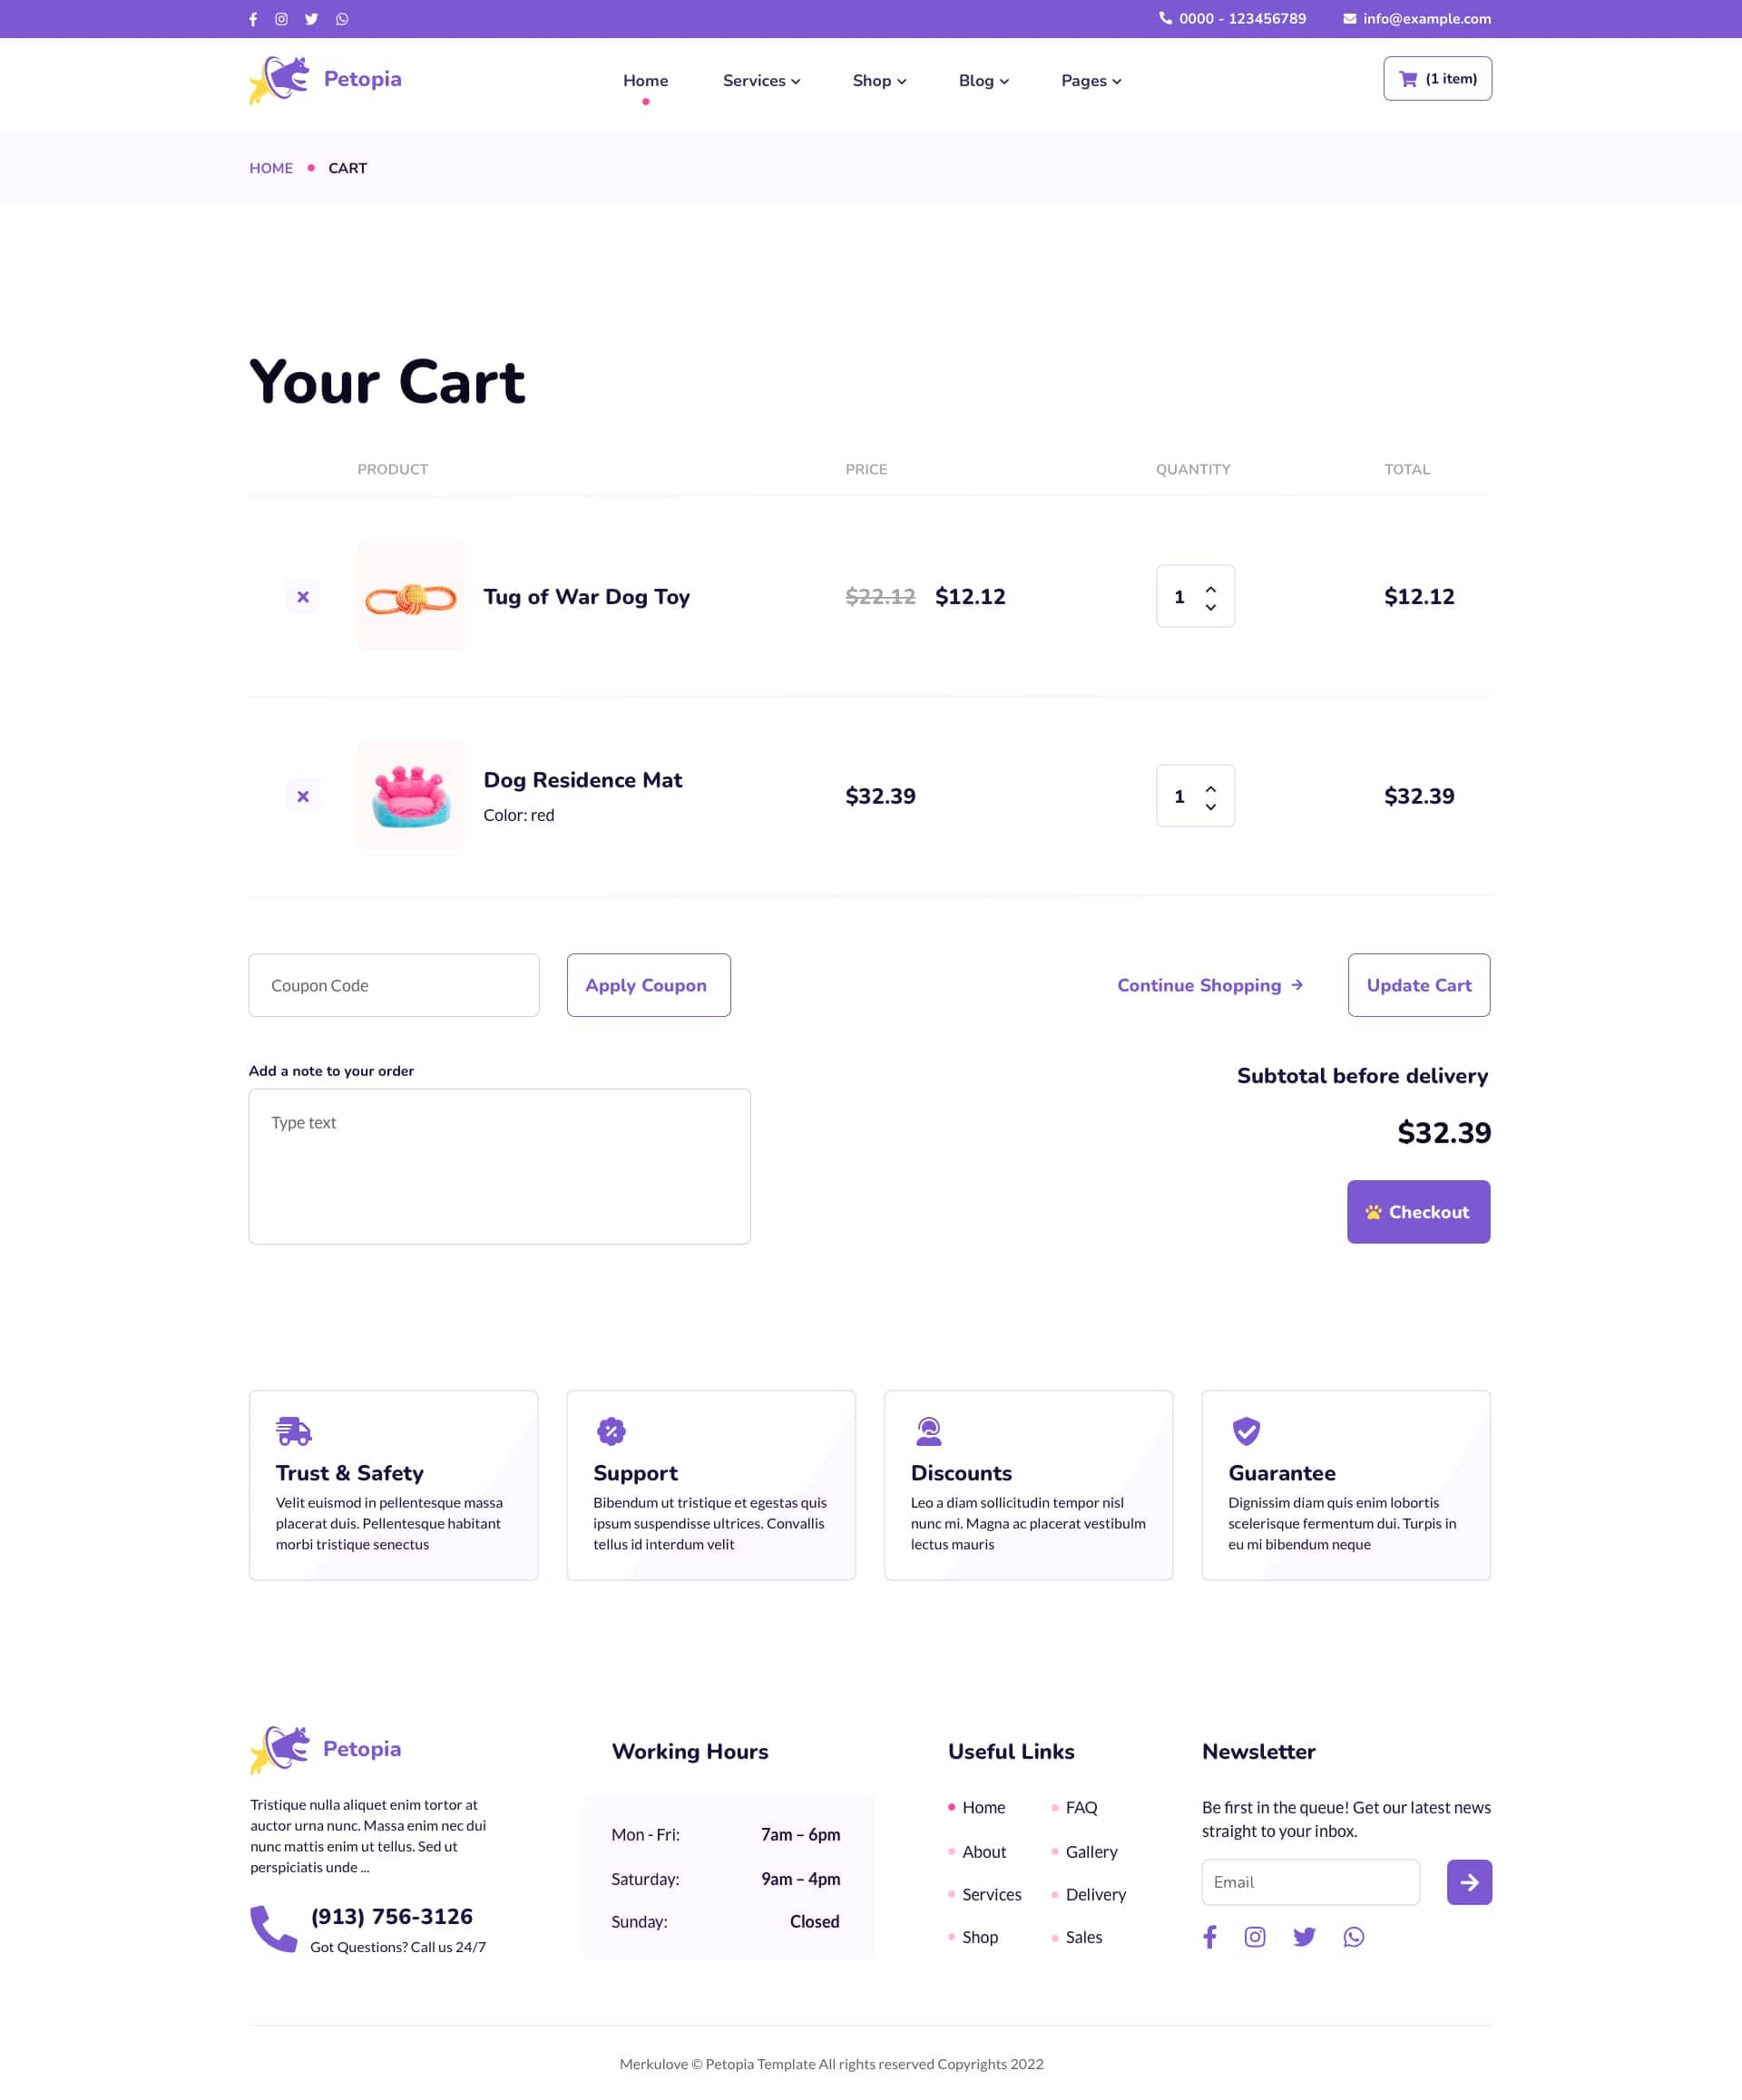 0000 - 123456789 info@example.com
Petopia Home Services Shop Blog Pages (1 item)
HOME CART
Your Cart
PRODUCT PRICE QUANTITY TOTAL
Tug of War Dog Toy $22.12 $12.12 1 $12.12
Dog Residence Mat
Color: red
$32.39 1 $32.39
Coupon Code Apply Coupon Continue Shopping Update Cart
Add a note to your order
Type text
Subtotal before delivery
$32.39
Checkout
Trust & Safety
Velit euismod in pellentesque massa
placerat duis. Pellentesque habitant
morbi tristique senectus
Support
Bibendum ut tristique et egestas quis
ipsum suspendisse ultrices. Convallis
tellus id interdum velit
Discounts
Leo a diam sollicitudin tempor nisl
nunc mi. Magna ac placerat vestibulm
lectus mauris
Guarantee
Dignissim diam quis enim lobortis
scelerisque fermentum dui. Turpis in
eu mi bibendum neque
Petopia
Tristique nulla aliquet enim tortor at
auctor urna nunc. Massa enim nec dui
nunc mattis enim ut tellus. Sed ut
perspiciatis unde ...
(913) 756-3126
Got Questions? Call us 24/7
Working Hours
Mon - Fri: 7am – 6pm
Saturday: 9am – 4pm
Sunday: Closed
Useful Links
Home FAQ
About Gallery
Services Delivery
Shop Sales
Newsletter
Be first in the queue! Get our latest news
straight to your inbox.
Email
Merkulove © Petopia Template All rights reserved Copyrights 2022